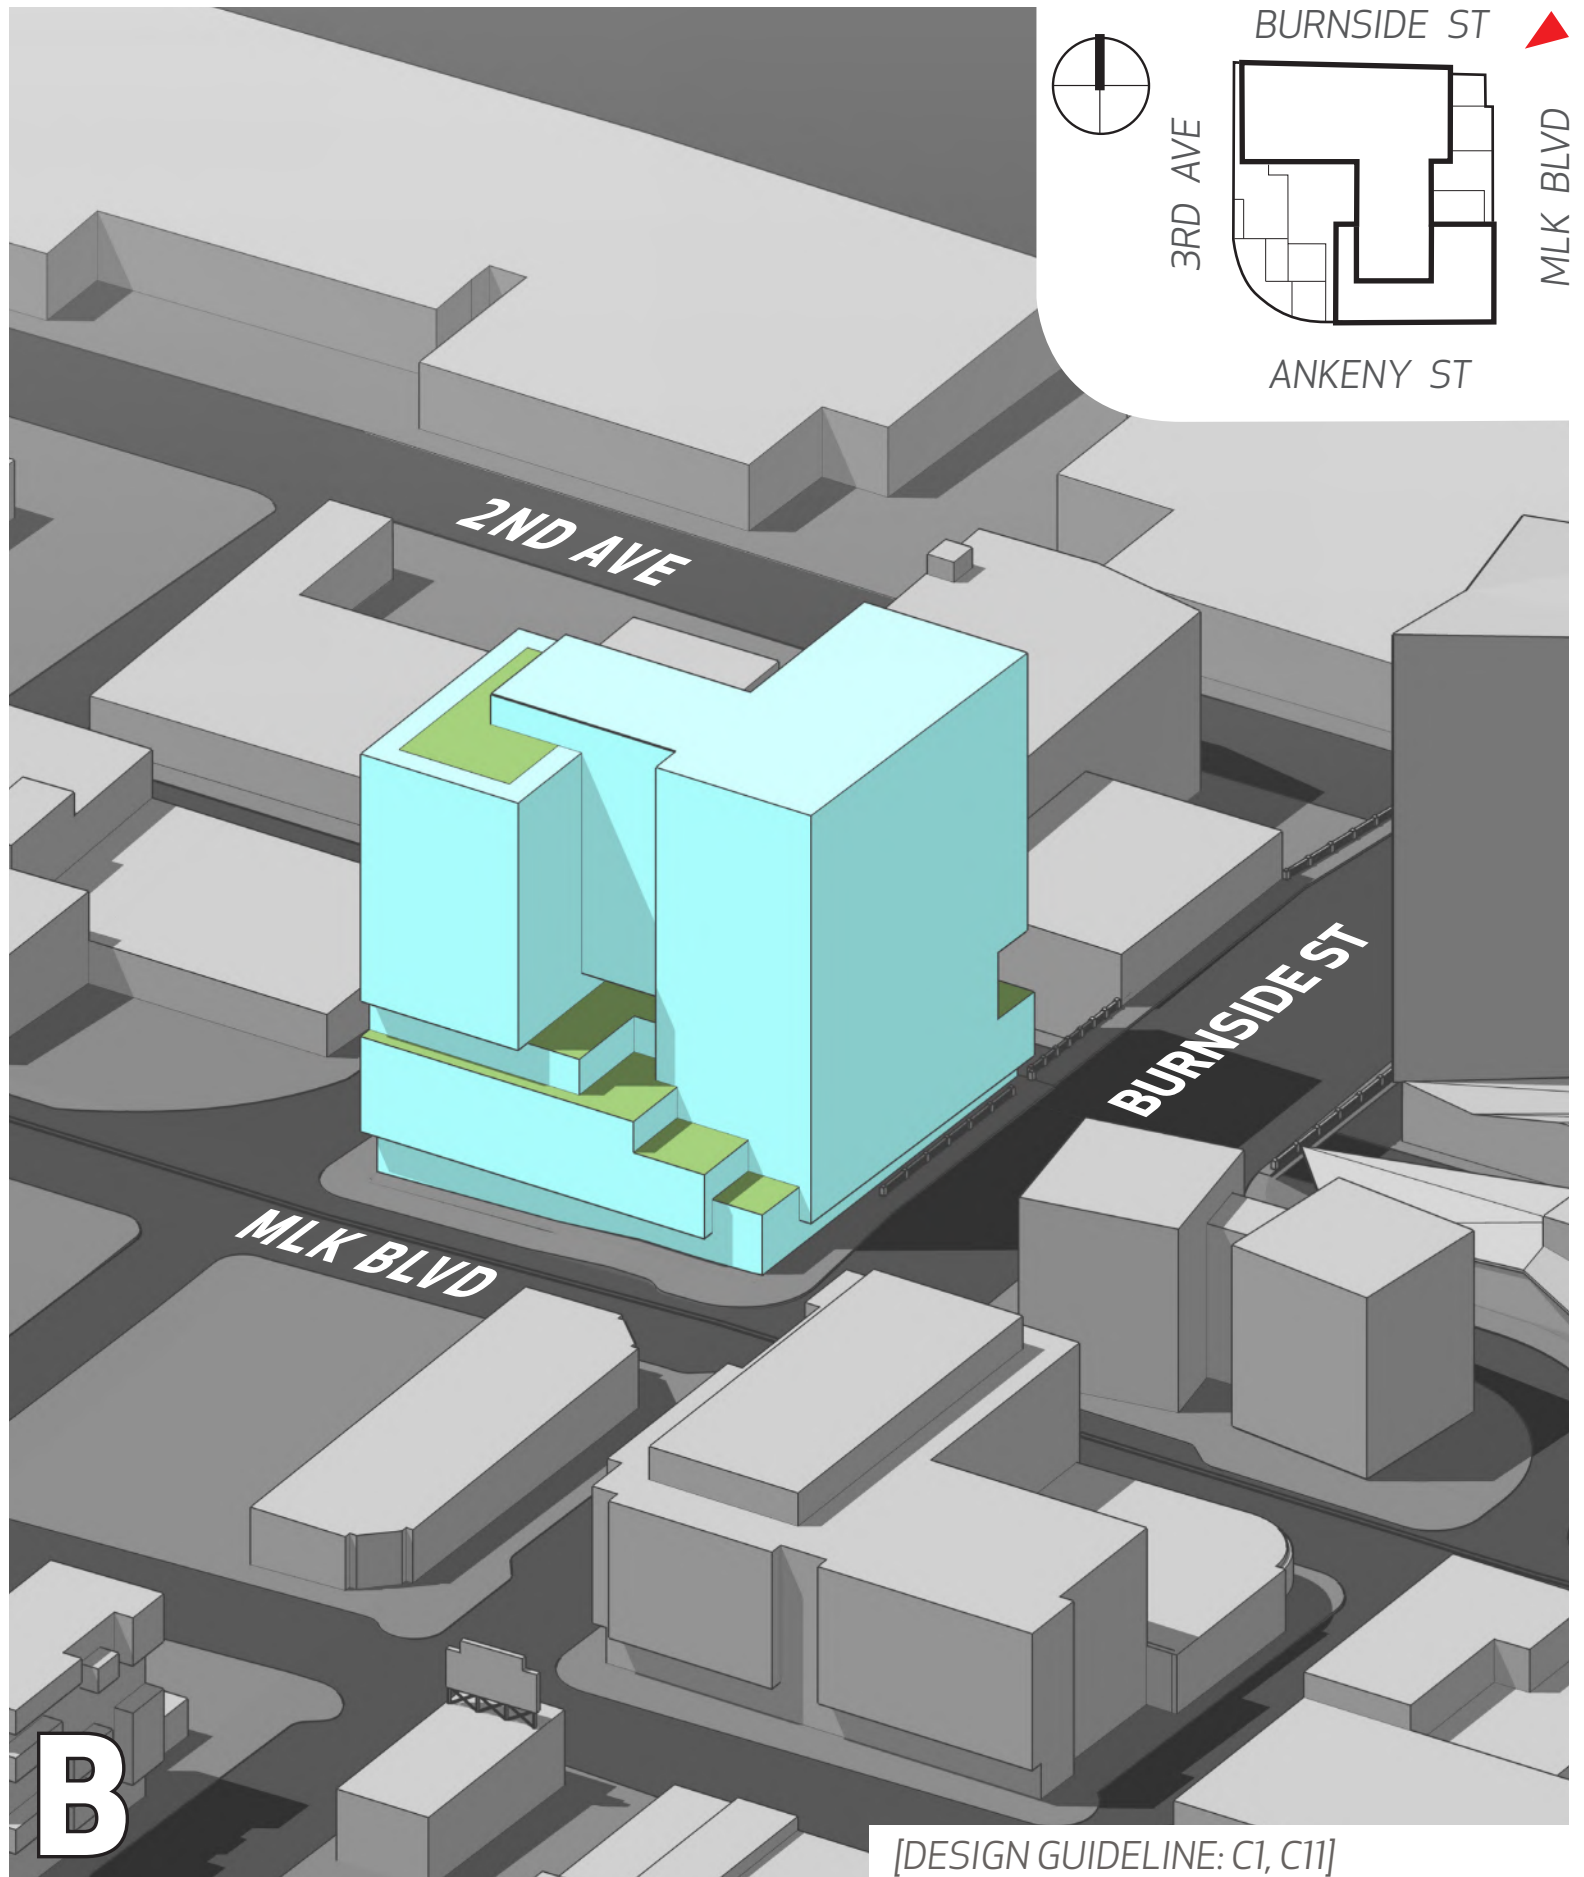 BURNSIDE ST
3RD AVE
MLK BLVD
ANKENY ST
2ND AVE
BURNSIDE ST
MLK BLVD
B
[DESIGN GUIDELINE: C1, C11]